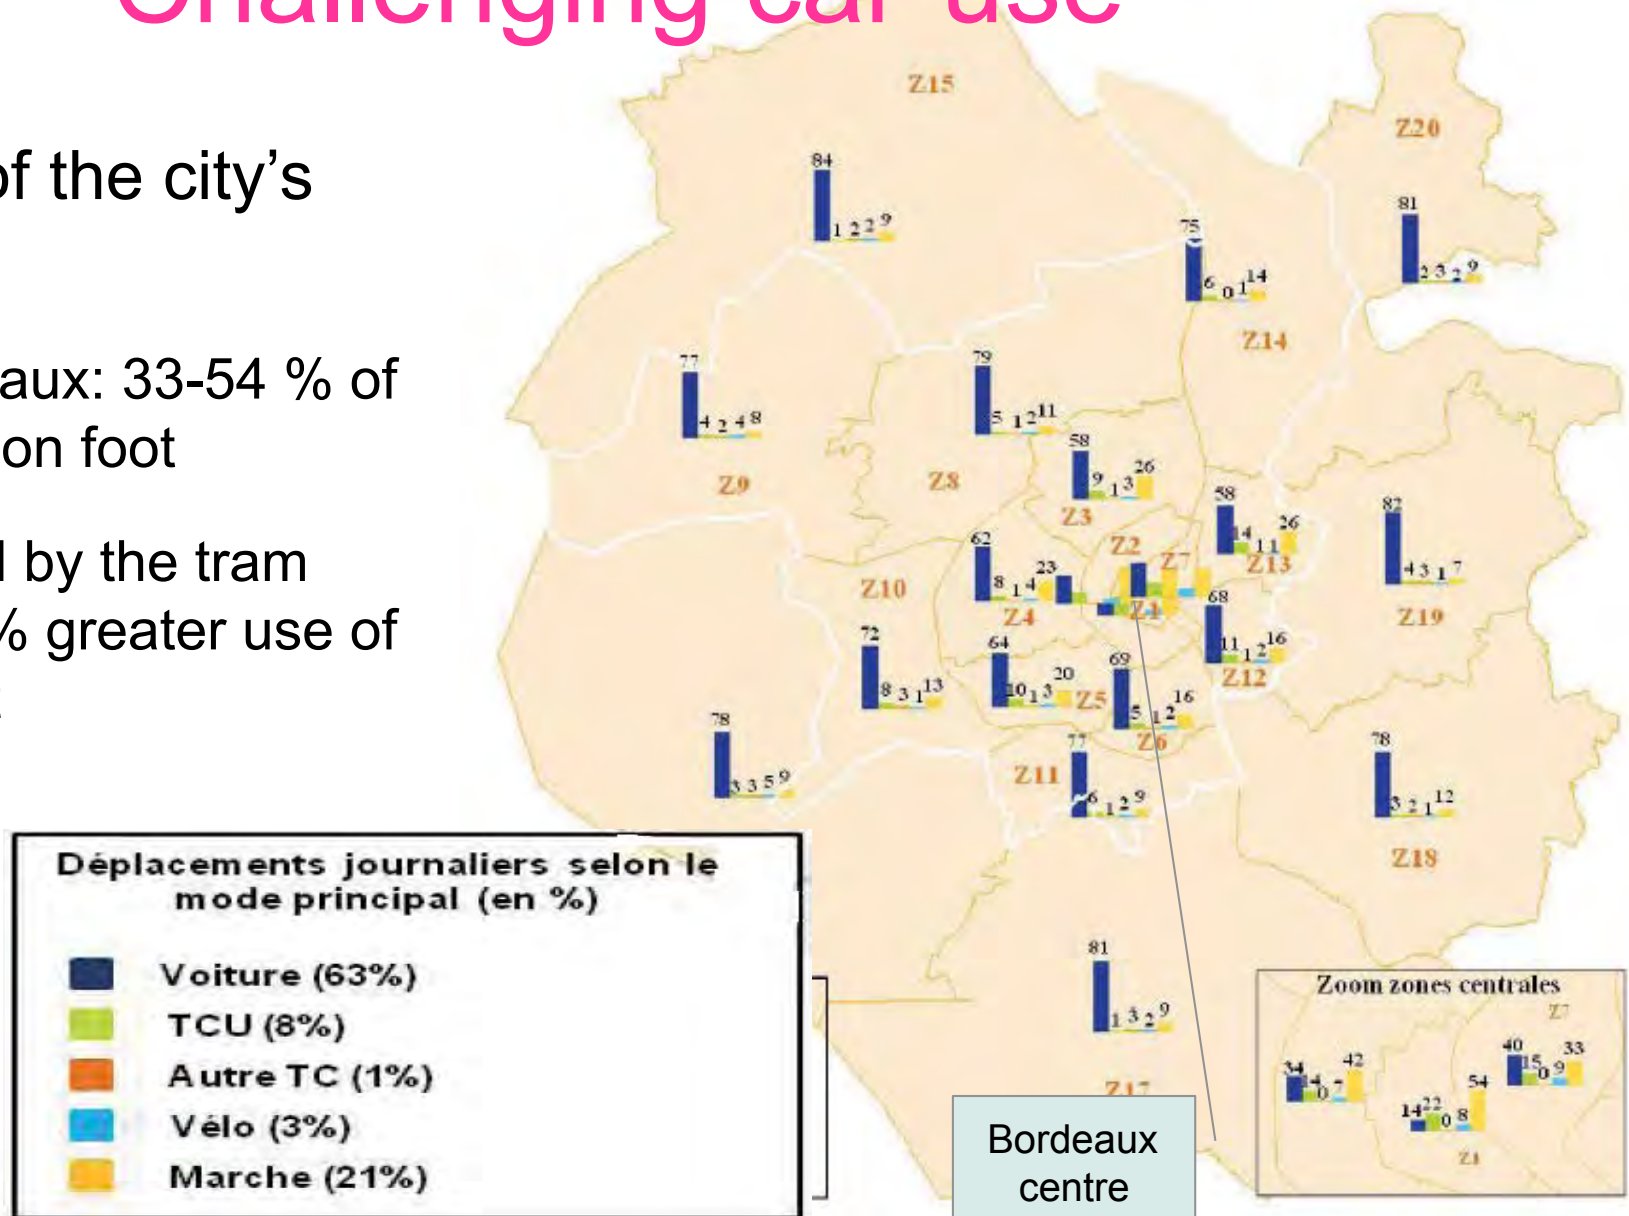 Challenging car use
of the city's
aux: 33-54 % of
on foot
by the tram
% greater use of
Z15
84
1 2 2 9
Z20
81
2 3 2 9
75
6 0 1 14
Z14
77
4 2 4 8
Z9
79
5 1 2 11
Z8
58
9 1 3 26
Z3
58
14 1 1 26
Z13
82
4 3 1 7
Z19
Z2
Z7
Z1
62
8 1 4 23
Z4
Z10
72
8 3 1 13
64
10 1 3 20
Z5
68
11 1 2 16
Z12
69
5 1 2 16
Z6
78
3 3 5 9
Z11
77
6 1 2 9
78
3 2 1 12
Z18
81
1 3 2 9
Z17
Déplacements journaliers selon le
mode principal (en %)
Voiture (63%)
TCU (8%)
Autre TC (1%)
Vélo (3%)
Marche (21%)
Bordeaux
centre
Zoom zones centrales
Z7
40 15 0 9 33
34 14 0 7 42
14 22 0 8 54
Z1